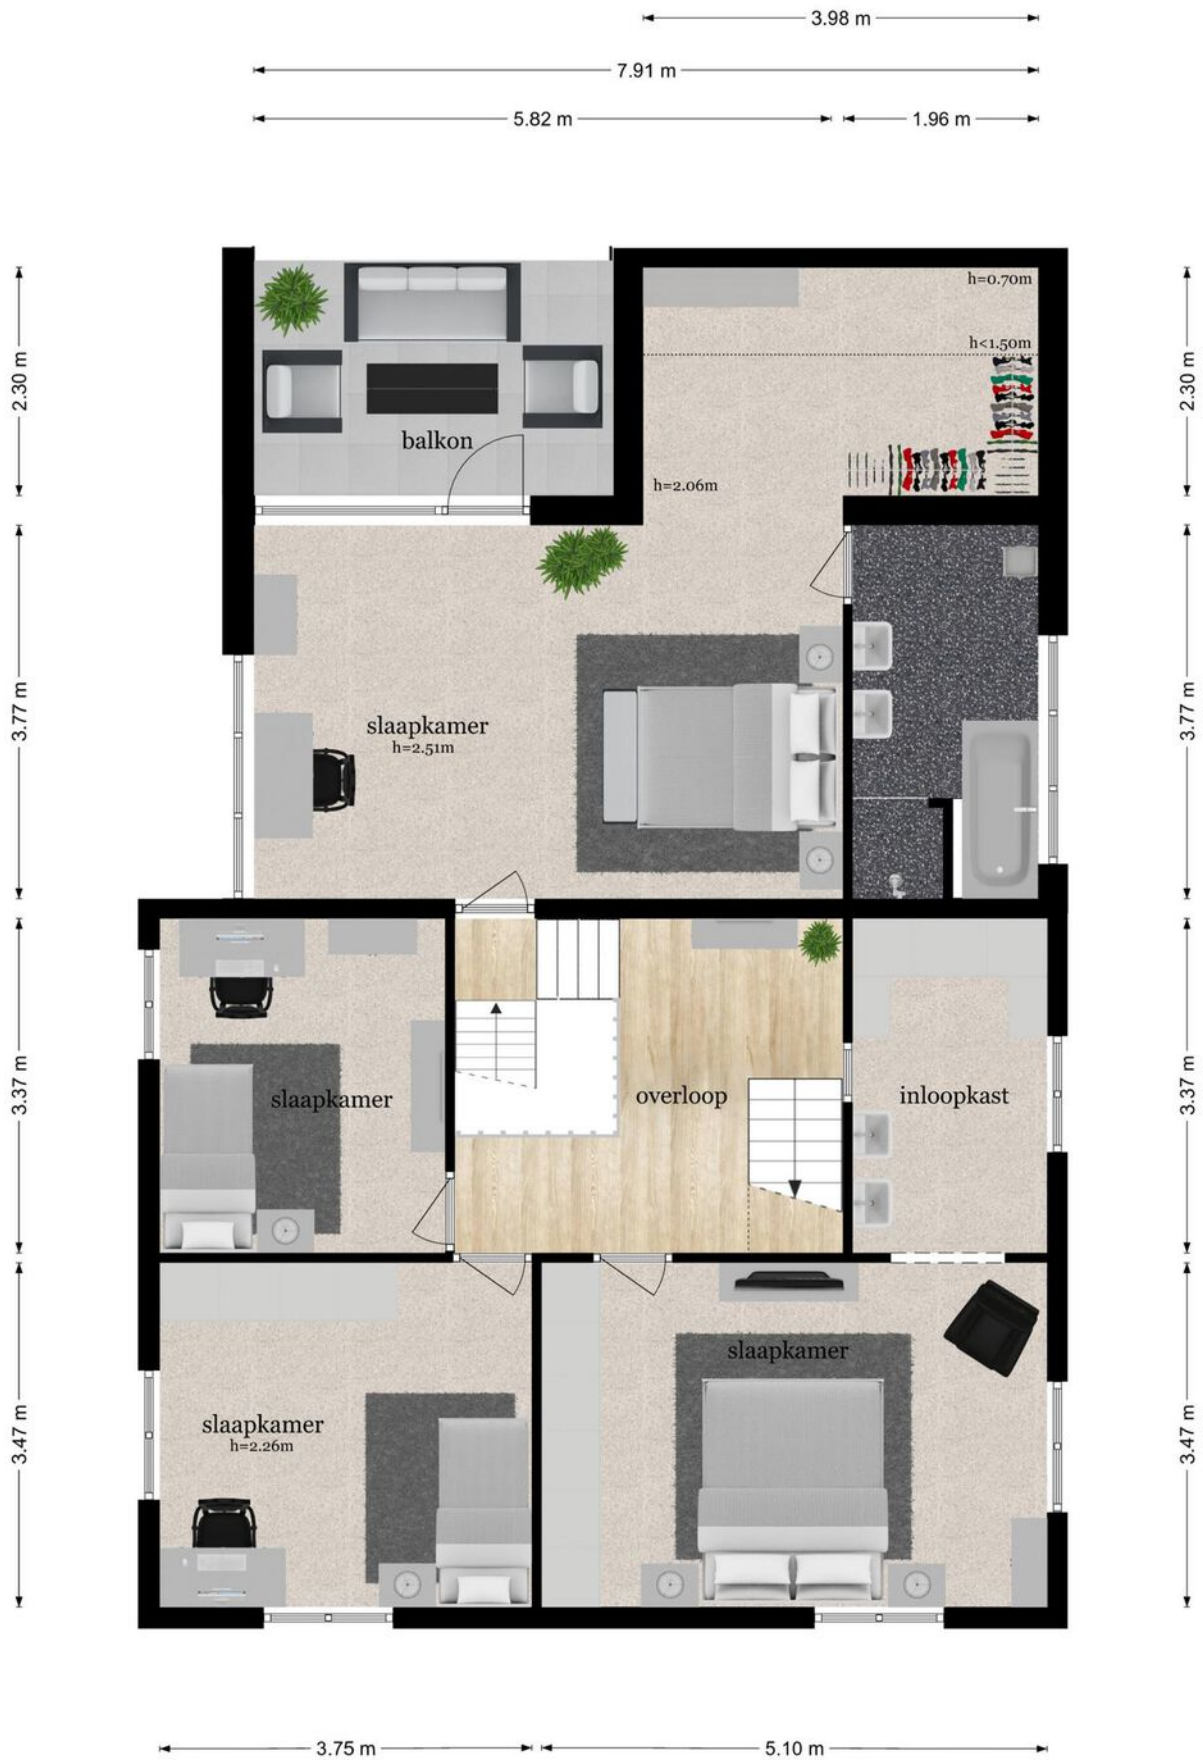 3.98 m
7.91 m
5.82 m
1.96 m
h=0.70m
h<1.50m
2.30 m
2.30 m
balkon
h=2.06m
3.77 m
3.77 m
slaapkamer
h=2.51m
3.37 m
3.37 m
slaapkamer
overloop
inloopkast
slaapkamer
slaapkamer
h=2.26m
3.47 m
3.47 m
3.75 m
5.10 m